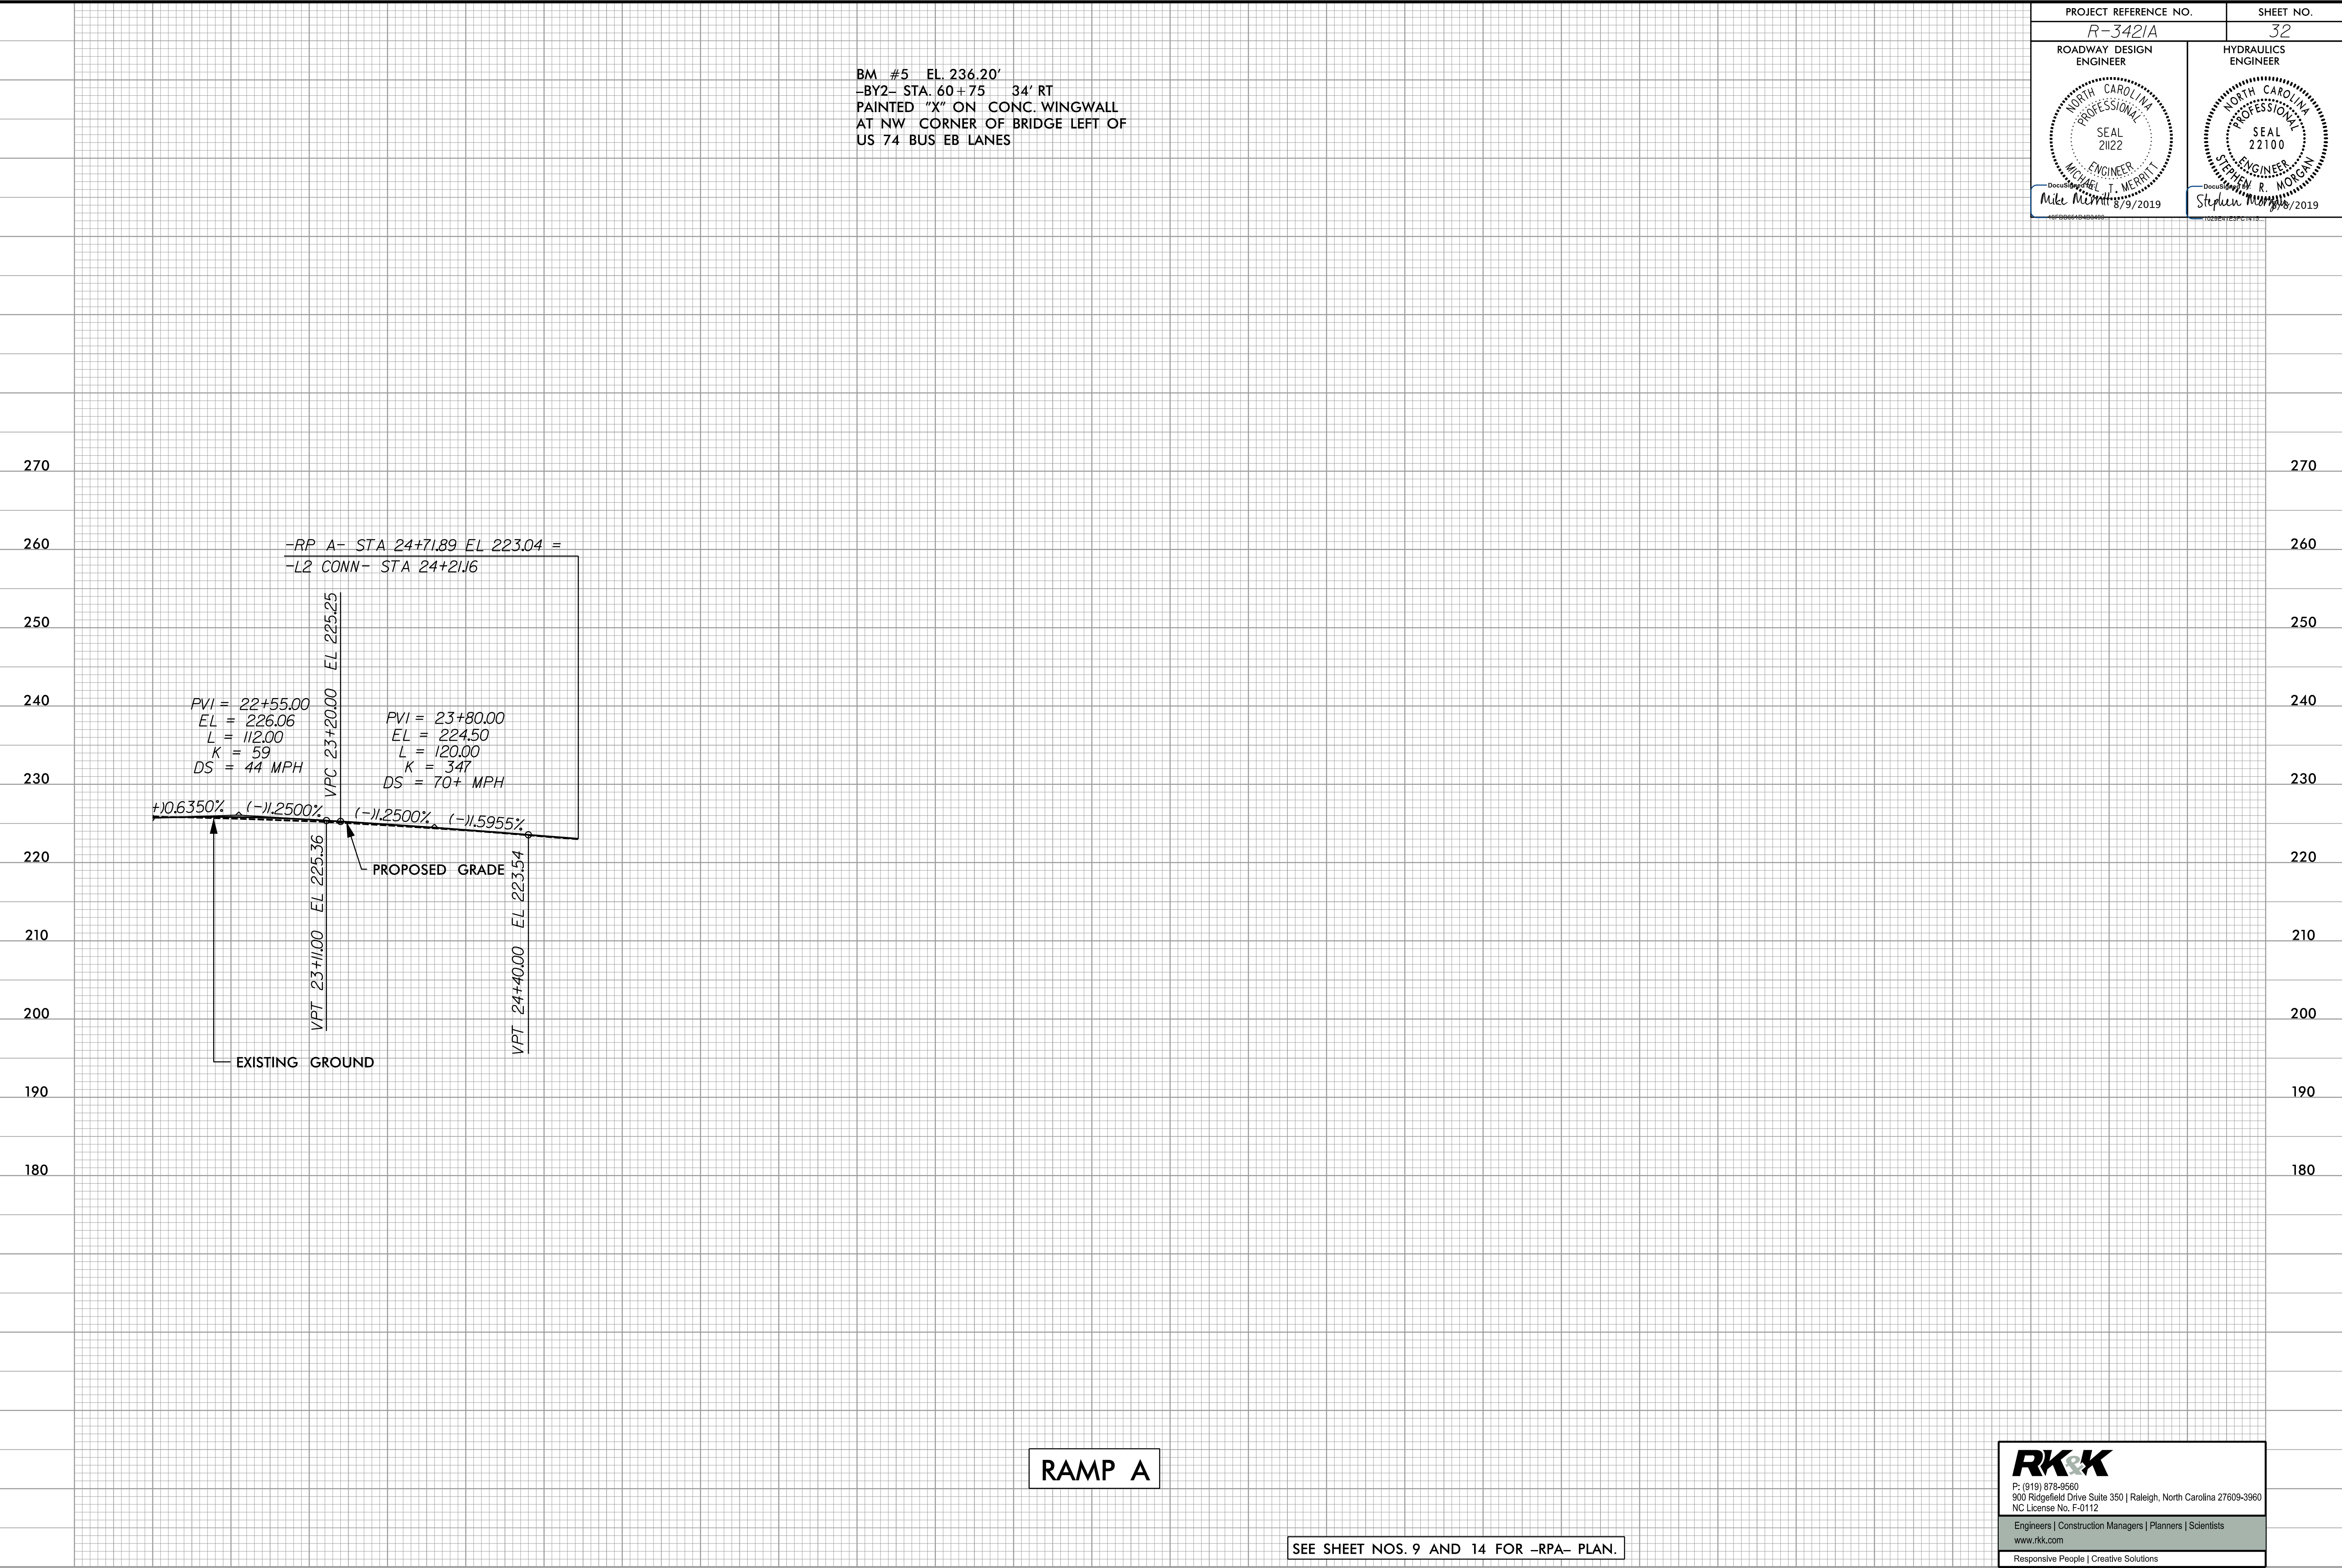 PROJECT REFERENCE NO.
SHEET NO.
R-3421A
32
ROADWAY DESIGN
ENGINEER
HYDRAULICS
ENGINEER
NORTH CAROLINA
PROFESSIONAL
SEAL
21122
ENGINEER
MICHAEL T. MERRITT
Mike Merritt 8/9/2019
NORTH CAROLINA
PROFESSIONAL
SEAL
22100
ENGINEER
STEPHEN R. MORGAN
Stephen Morgan
/2019
BM #5 EL. 236.20'
-BY2- STA. 60+75 34' RT
PAINTED "X" ON CONC. WINGWALL
AT NW CORNER OF BRIDGE LEFT OF
US 74 BUS EB LANES
270
270
260
260
250
250
240
240
230
230
220
220
210
210
200
200
190
190
180
180
-RP A- STA 24+71.89 EL 223.04 =
-L2 CONN- STA 24+21.16
VPC 23+20.00 EL 225.25
PVI = 22+55.00
EL = 226.06
L = 112.00
K = 59
DS = 44 MPH
PVI = 23+80.00
EL = 224.50
L = 120.00
K = 347
DS = 70+ MPH
+)0.6350%
(-)1.2500%
(-)1.2500%
(-)1.5955%
VPT 23+11.00 EL 225.36
PROPOSED GRADE
VPT 24+40.00 EL 223.54
EXISTING GROUND
RAMP A
SEE SHEET NOS. 9 AND 14 FOR -RPA- PLAN.
RK&K
P: (919) 878-9560
900 Ridgefield Drive Suite 350 | Raleigh, North Carolina 27609-3960
NC License No. F-0112
Engineers | Construction Managers | Planners | Scientists
www.rkk.com
Responsive People | Creative Solutions